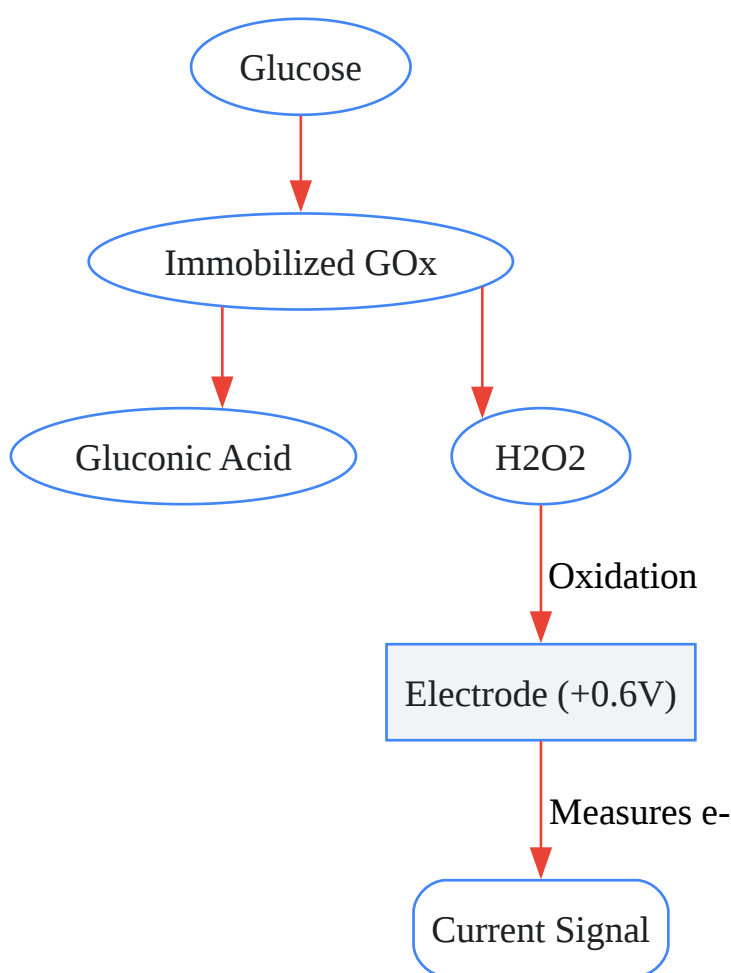 Glucose
Immobilized GOx
Gluconic Acid
H2O2
Oxidation
Electrode (+0.6V)
Measures e-
Current Signal